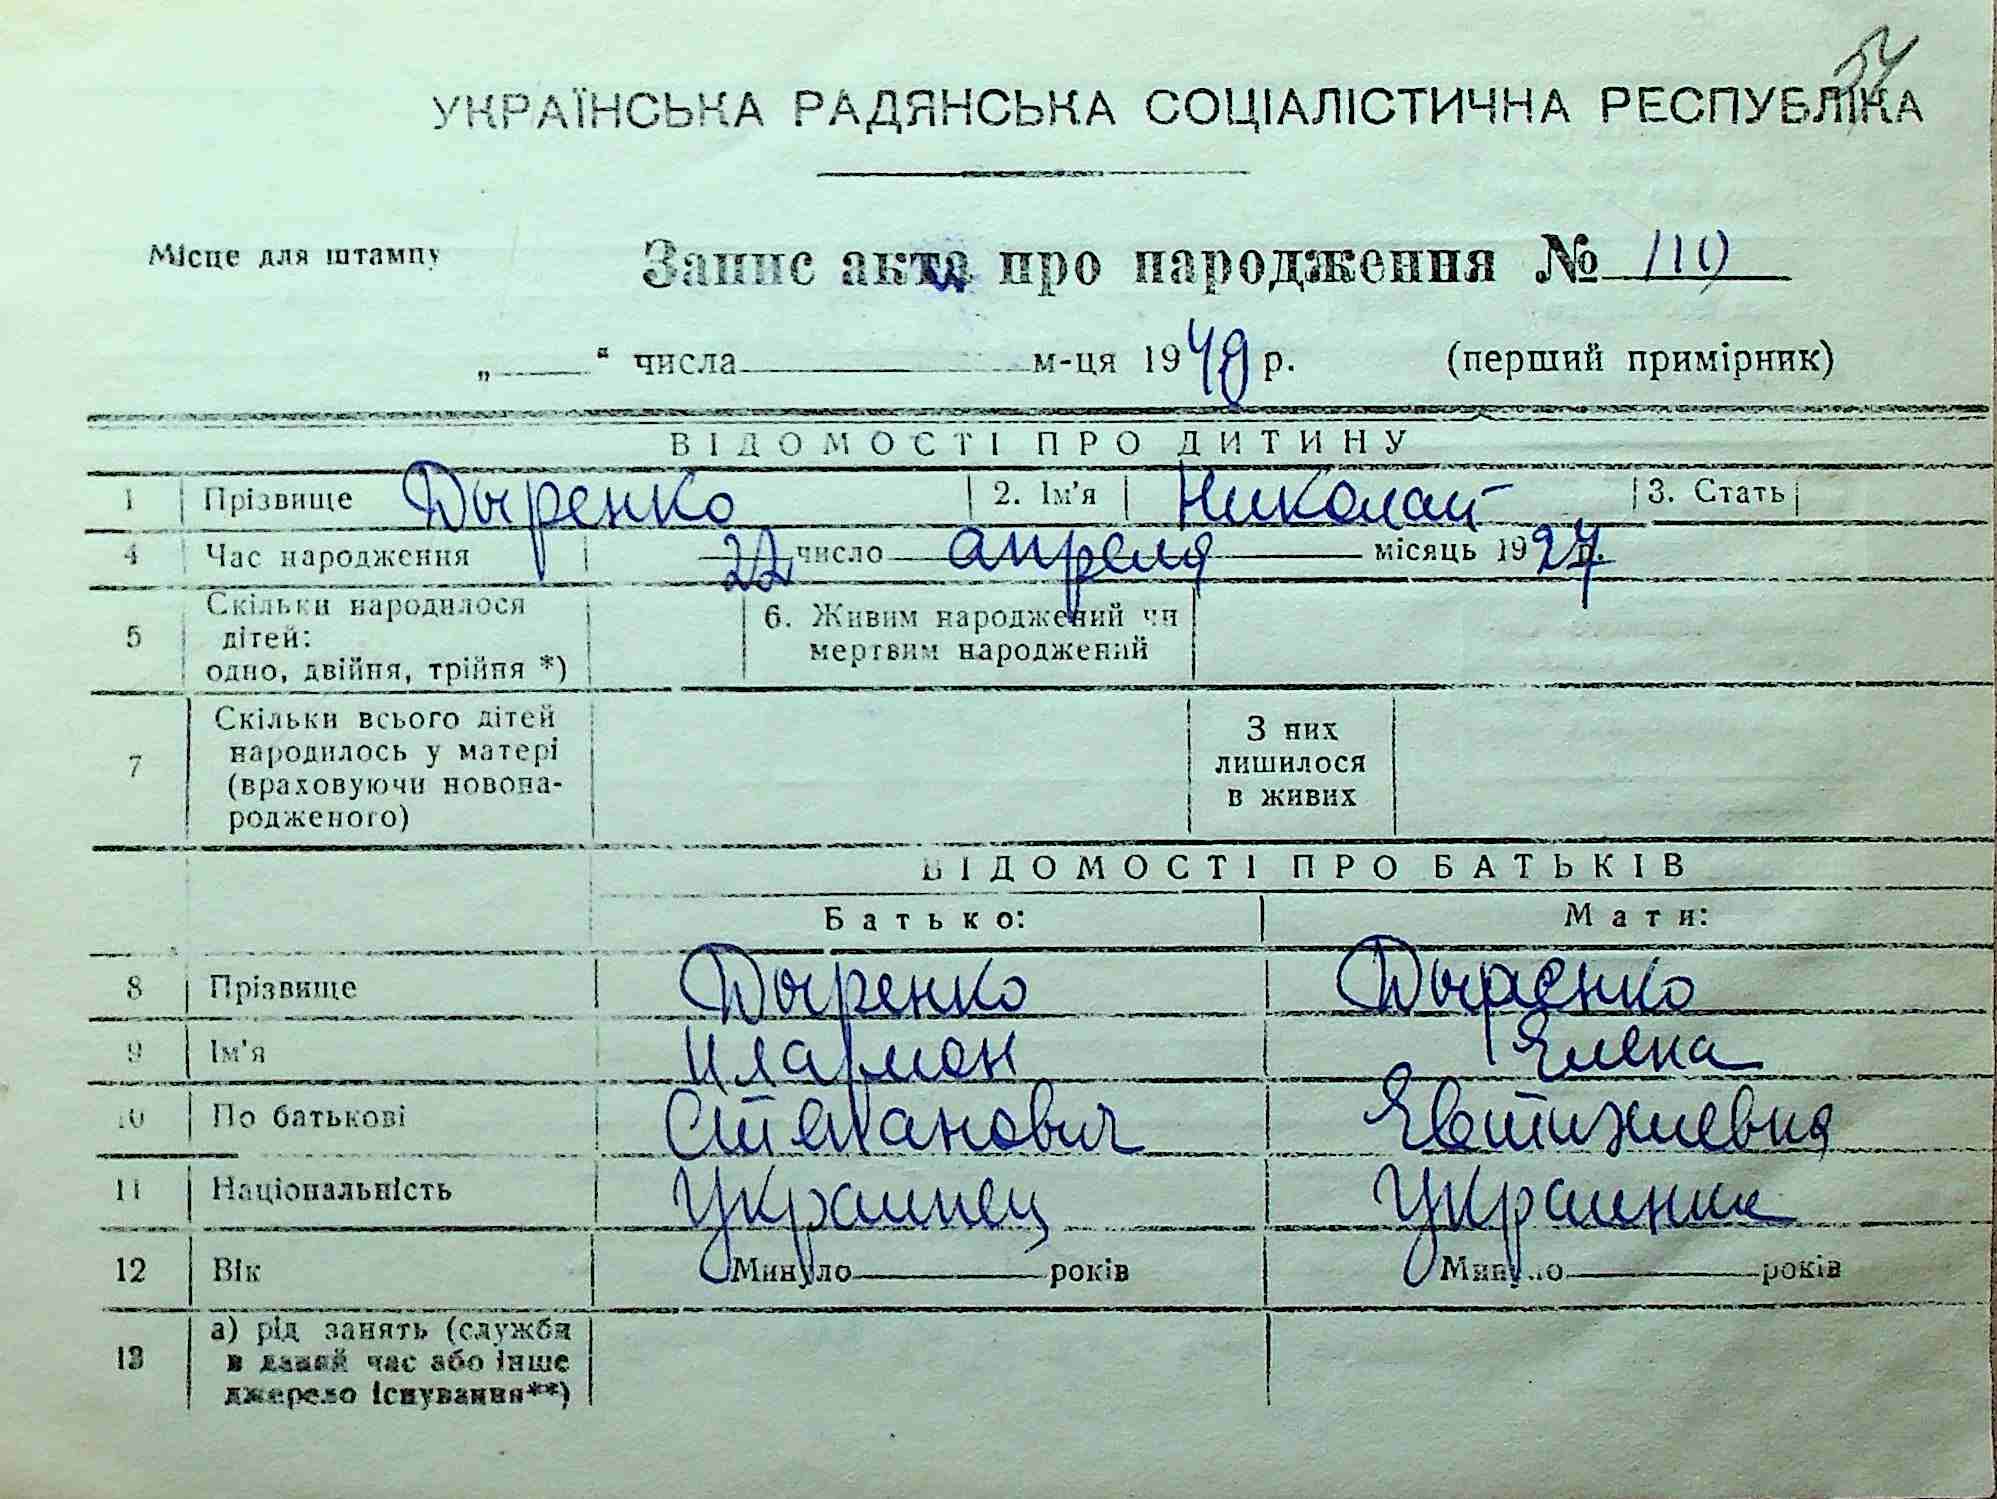 54
УКРАЇНСЬКА РАДЯНСЬКА СОЦІАЛІСТИЧНА РЕСПУБЛІКА
Місце для штампу
Запис акта про народження № 119
„ “ числа м-ця 1949 р. (перший примірник)
ВІДОМОСТІ ПРО ДИТИНУ
1 Прізвище Дыренко 2. Ім'я Николай 3. Стать
4 Час народження 22 число апреля місяць 1927 р.
5 Скільки народилося дітей: одно, двійня, трійня *) 6. Живим народжений чи мертвим народжений
7 Скільки всього дітей народилось у матері (враховуючи новона-родженого) З них лишилося в живих
ВІДОМОСТІ ПРО БАТЬКІВ
Батько: Мати:
8 Прізвище Дыренко Дыренко
9 Ім'я Иларион Елена
10 По батькові Степанович Евтихиевна
11 Національність Украинец Украинка
12 Вік Минуло років Минуло років
13 а) рід занять (служба в даний час або інше джерело існування**)